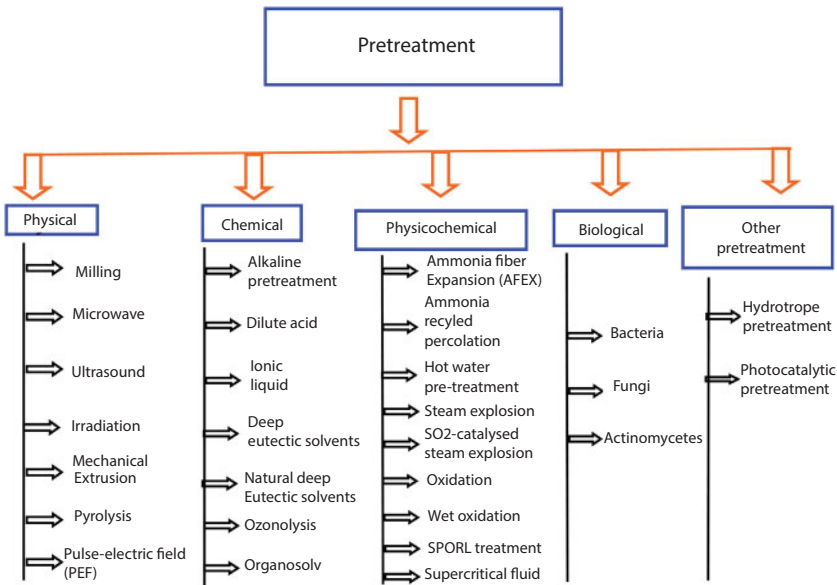 Pretreatment
Physical
Milling
Microwave
Ultrasound
Irradiation
Mechanical
Extrusion
Pyrolysis
Pulse-electric field
(PEF)
Chemical
Alkaline
pretreatment
Dilute acid
Ionic
liquid
Deep
eutectic solvents
Natural deep
Eutectic solvents
Ozonolysis
Organosolv
Physicochemical
Ammonia fiber
Expansion (AFEX)
Ammonia
recyled
percolation
Hot water
pre-treatment
Steam explosion
SO2-catalysed
steam explosion
Oxidation
Wet oxidation
SPORL treatment
Supercritical fluid
Biological
Bacteria
Fungi
Actinomycetes
Other
pretreatment
Hydrotrope
pretreatment
Photocatalytic
pretreatment